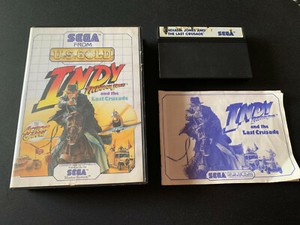 SEGA
FROM
U.S. GOLD
INDY
and the
Last Crusade
SEGA
INDIANA JONES AND
THE LAST CRUSADE
SEGA
INDY
and the
Last Crusade
SEGA